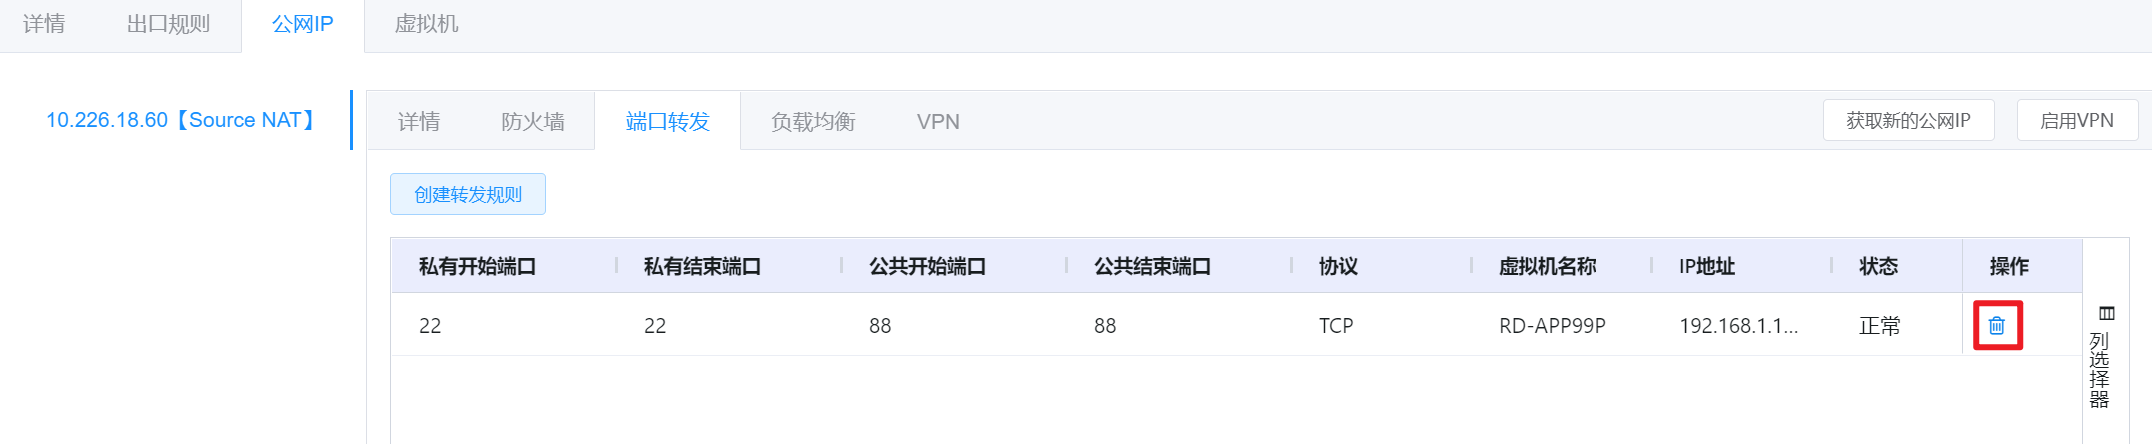 详情 出口规则 公网IP 虚拟机
10.226.18.60【Source NAT】
详情 防火墙 端口转发 负载均衡 VPN 获取新的公网IP 启用VPN
创建转发规则
私有开始端口 私有结束端口 公共开始端口 公共结束端口 协议 虚拟机名称 IP地址 状态 操作
22 22 88 88 TCP RD-APP99P 192.168.1.1... 正常
列选择器